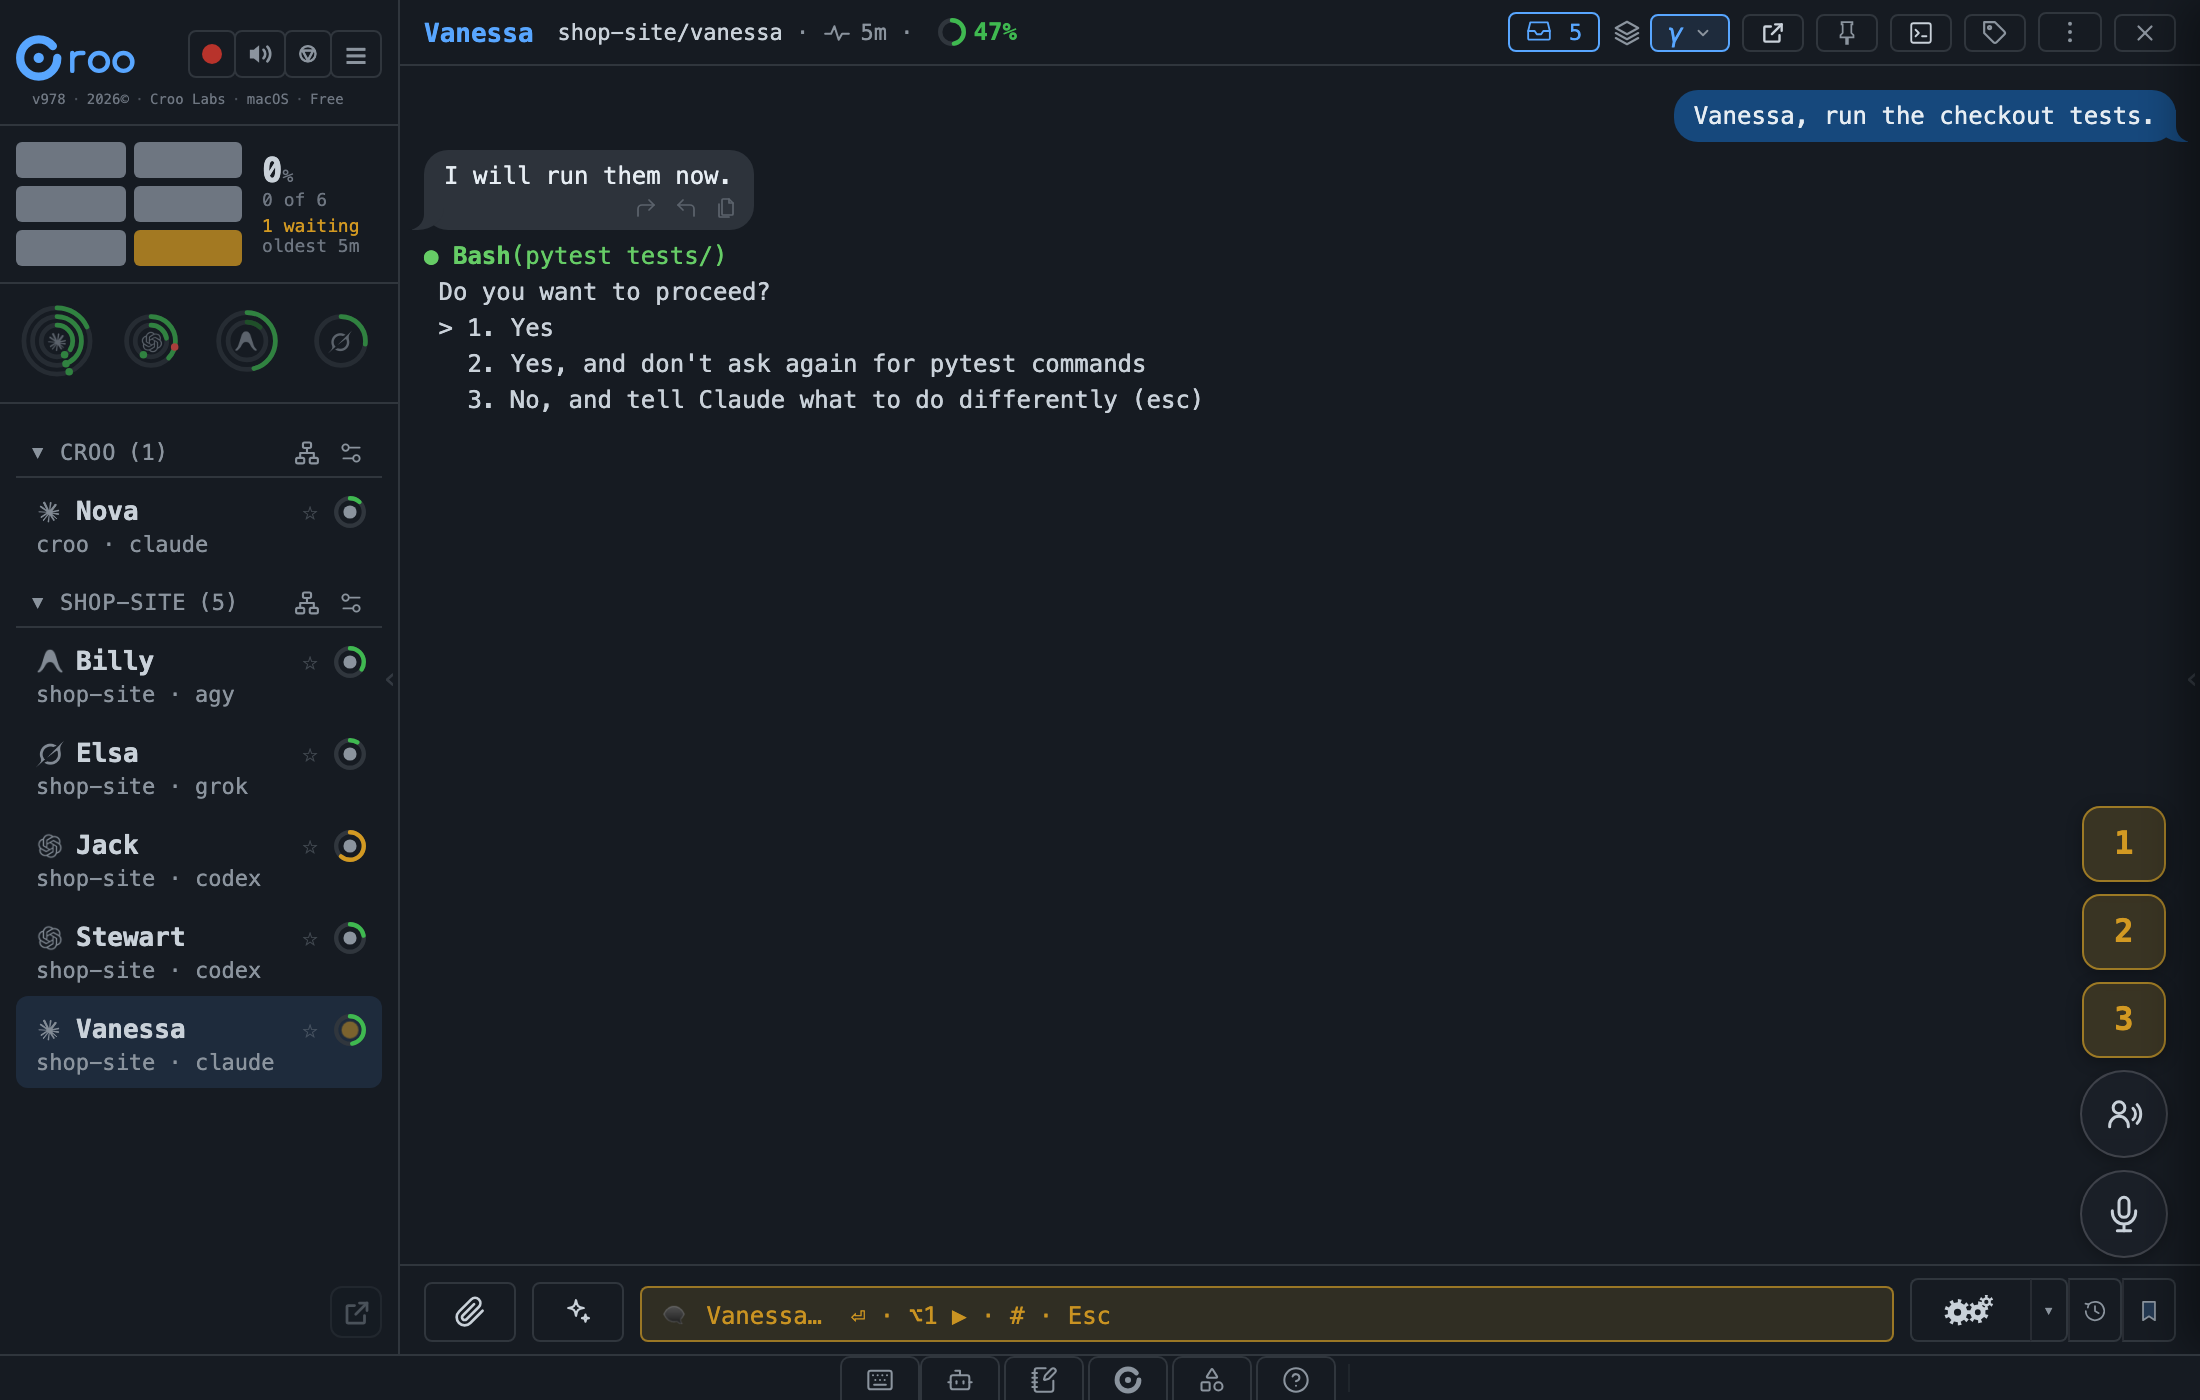 Croo
v978 · 2026© · Croo Labs · macOS · Free
0%
0 of 6
1 waiting
oldest 5m
▼ CROO (1)
Nova
croo · claude
▼ SHOP-SITE (5)
Billy
shop-site · agy
Elsa
shop-site · grok
Jack
shop-site · codex
Stewart
shop-site · codex
Vanessa
shop-site · claude
Vanessa shop-site/vanessa · 5m · 47%
5 γ
Vanessa, run the checkout tests.
I will run them now.
● Bash(pytest tests/)
Do you want to proceed?
> 1. Yes
2. Yes, and don't ask again for pytest commands
3. No, and tell Claude what to do differently (esc)
1
2
3
Vanessa… ⏎ · ⌥1 ▶ · # · Esc